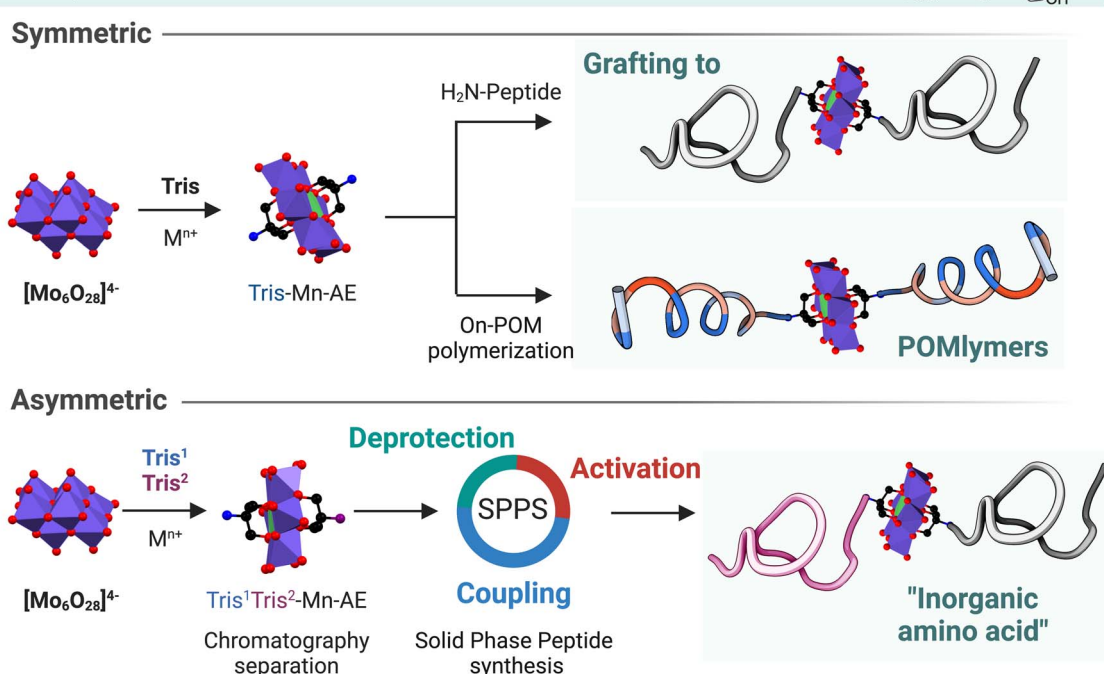 OH
Symmetric
Grafting to
H₂N-Peptide
Tris
Mⁿ⁺
[Mo₆O₂₈]⁴⁻
Tris-Mn-AE
On-POM
polymerization
POMlymers
Asymmetric
Tris¹
Tris²
Mⁿ⁺
Deprotection
Activation
SPPS
Coupling
[Mo₆O₂₈]⁴⁻
Tris¹Tris²-Mn-AE
Chromatography
separation
Solid Phase Peptide
synthesis
"Inorganic
amino acid"